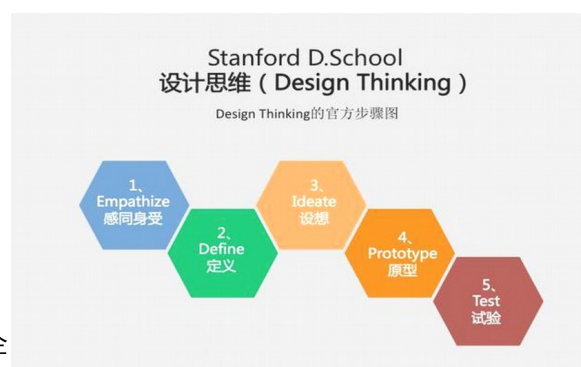 Stanford D.School
设计思维（Design Thinking）
Design Thinking的官方步骤图
1、
Empathize
感同身受
2、
Define
定义
3、
Ideate
设想
4、
Prototype
原型
5、
Test
试验